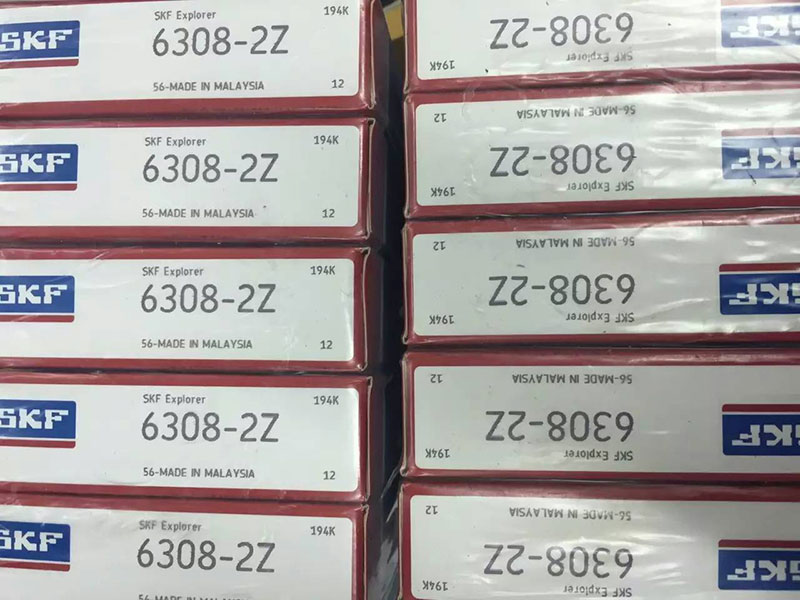 SKF
SKF Explorer
194K
6308-2Z
56-MADE IN MALAYSIA
12
SKF
SKF Explorer
194K
6308-2Z
56-MADE IN MALAYSIA
12
SKF
SKF Explorer
194K
6308-2Z
56-MADE IN MALAYSIA
12
SKF
SKF Explorer
194K
6308-2Z
56-MADE IN MALAYSIA
12
SKF
SKF Explorer
194K
6308-2Z
56-MADE IN MALAYSIA
SKF
SKF Explorer
194K
6308-2Z
SKF
SKF Explorer
194K
6308-2Z
56-MADE IN MALAYSIA
12
SKF
SKF Explorer
194K
6308-2Z
56-MADE IN MALAYSIA
12
SKF
SKF Explorer
194K
6308-2Z
56-MADE IN MALAYSIA
12
SKF
SKF Explorer
194K
6308-2Z
56-MADE IN MALAYSIA
12